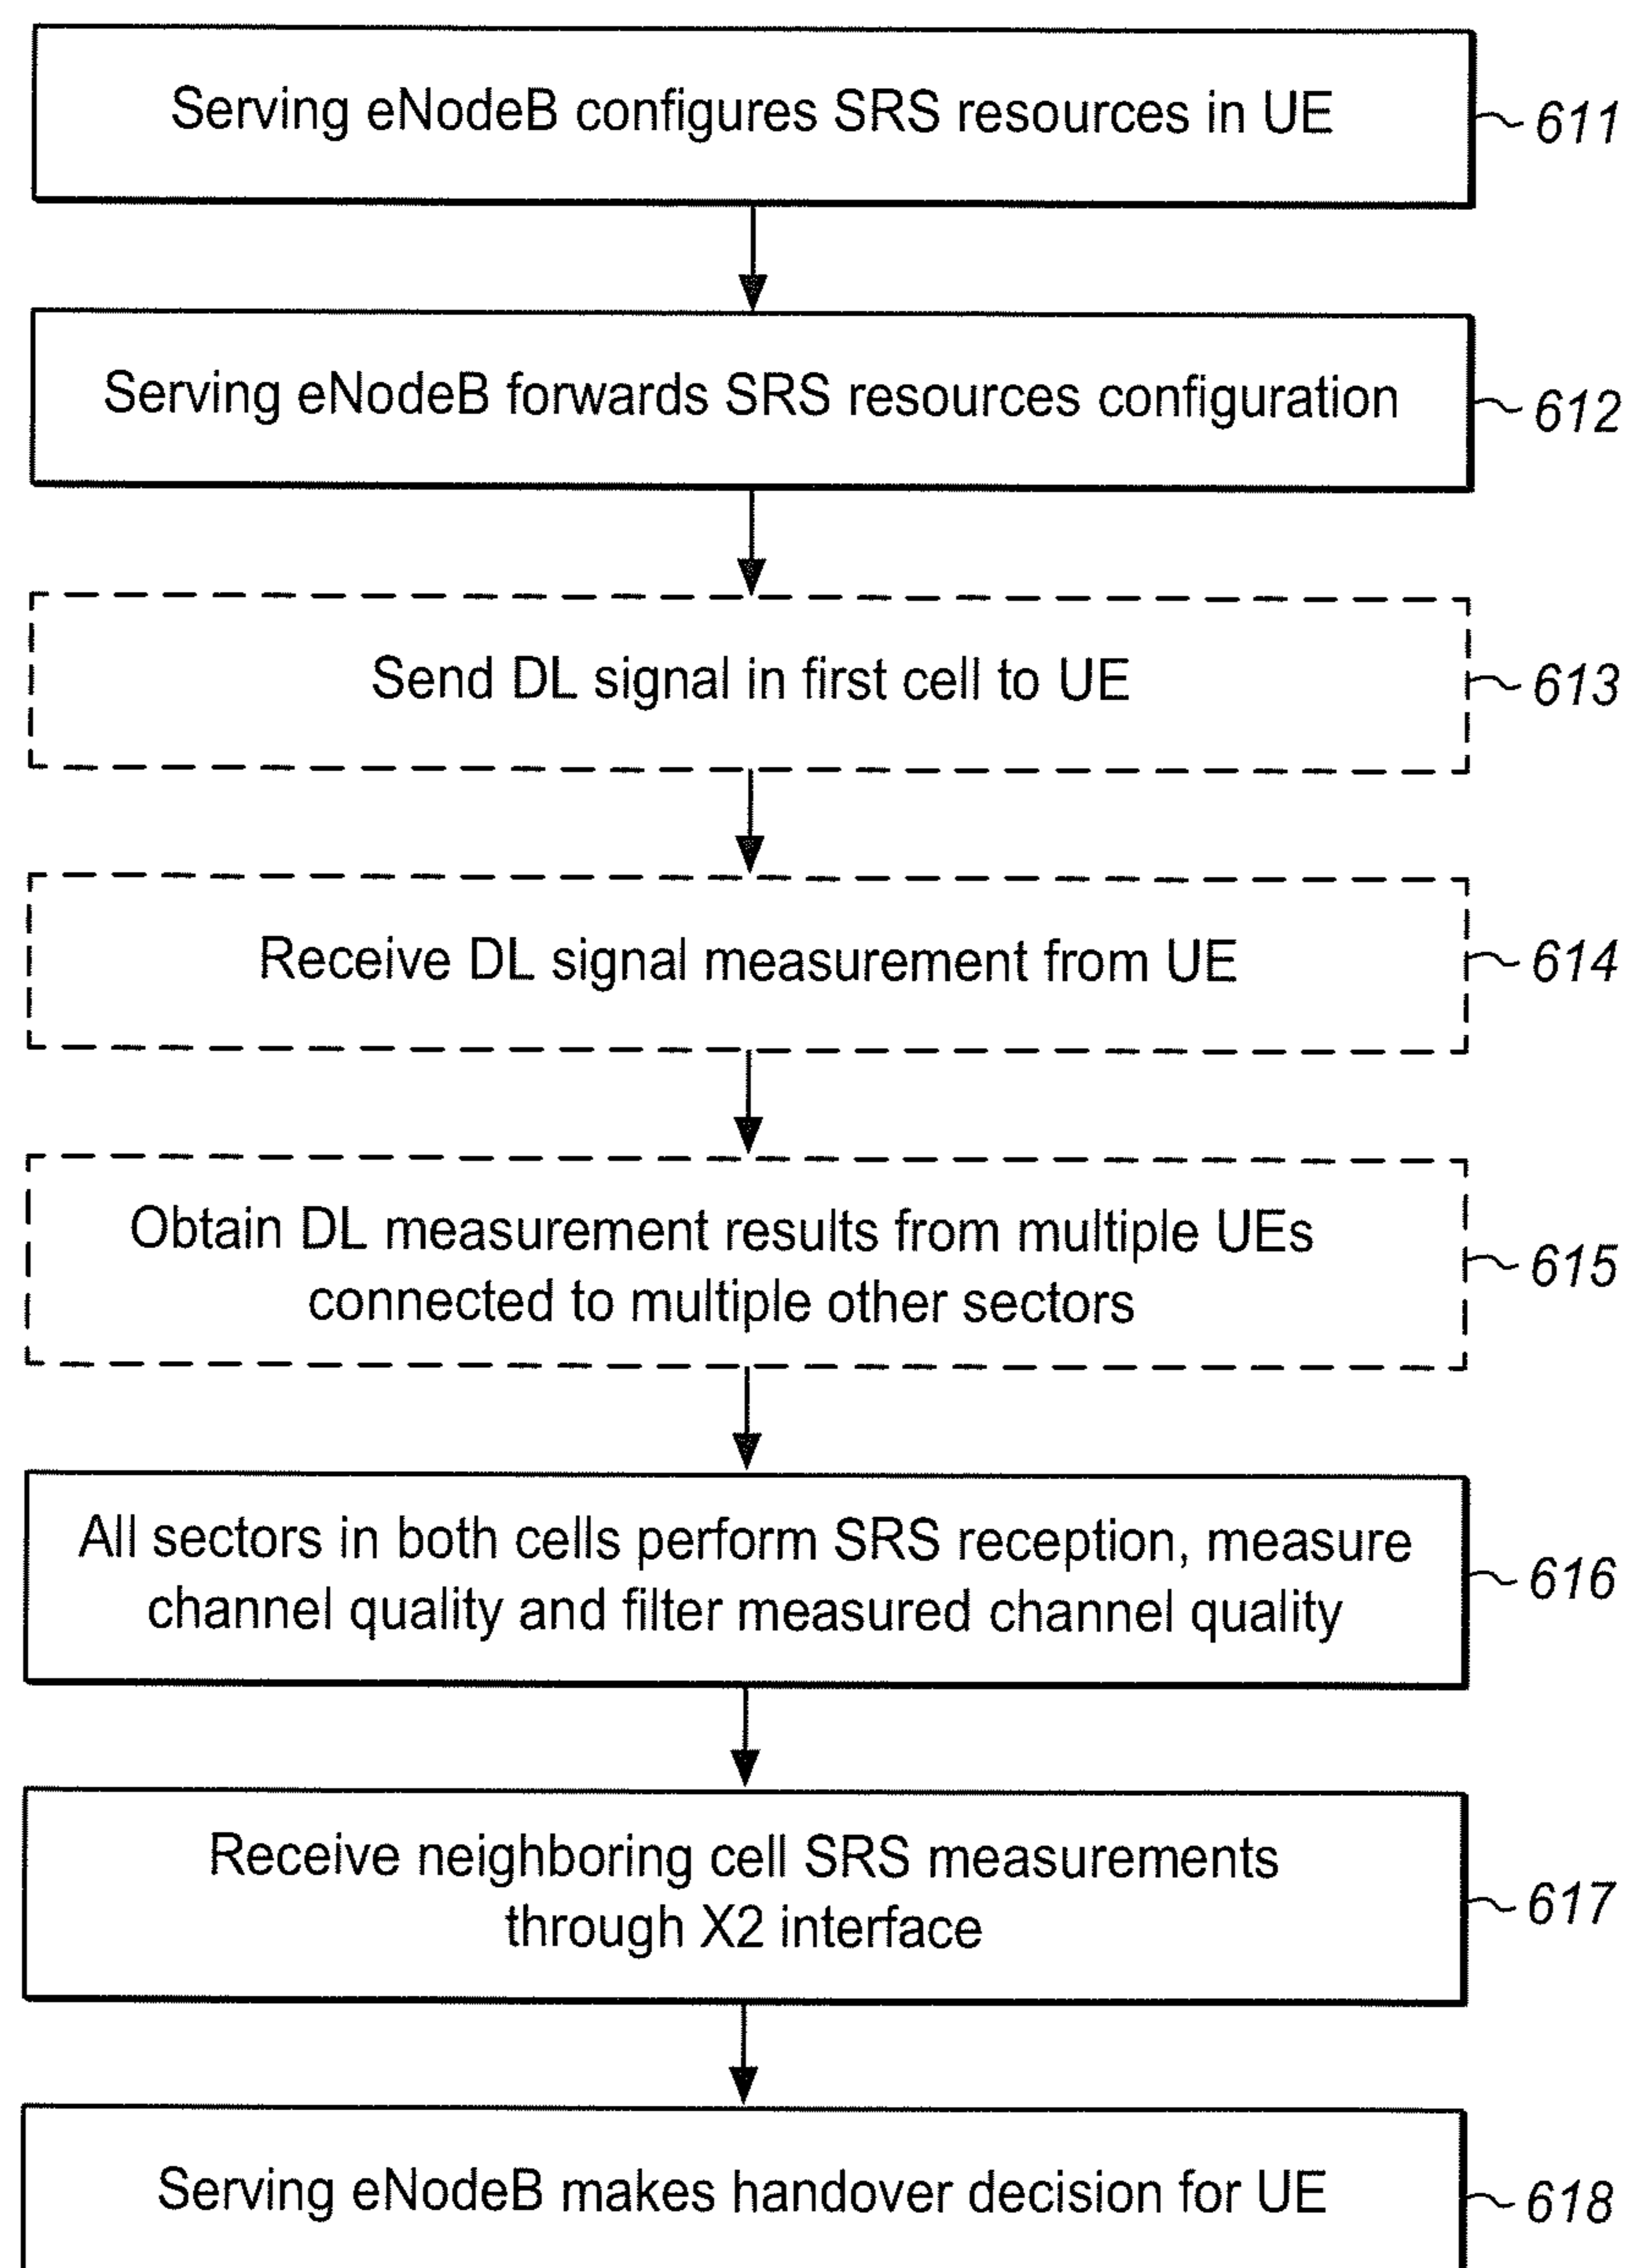 Serving eNodeB configures SRS resources in UE
611
Serving eNodeB forwards SRS resources configuration
612
Send DL signal in first cell to UE
613
Receive DL signal measurement from UE
614
Obtain DL measurement results from multiple UEs
connected to multiple other sectors
615
All sectors in both cells perform SRS reception, measure
channel quality and filter measured channel quality
616
Receive neighboring cell SRS measurements
through X2 interface
617
Serving eNodeB makes handover decision for UE
618